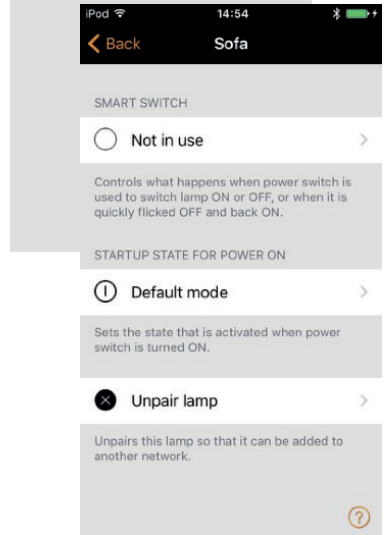 iPod 14:54
Back Sofa
SMART SWITCH
Not in use
Controls what happens when power switch is
used to switch lamp ON or OFF, or when it is
quickly flicked OFF and back ON.
STARTUP STATE FOR POWER ON
Default mode
Sets the state that is activated when power
switch is turned ON.
Unpair lamp
Unpairs this lamp so that it can be added to
another network.
?